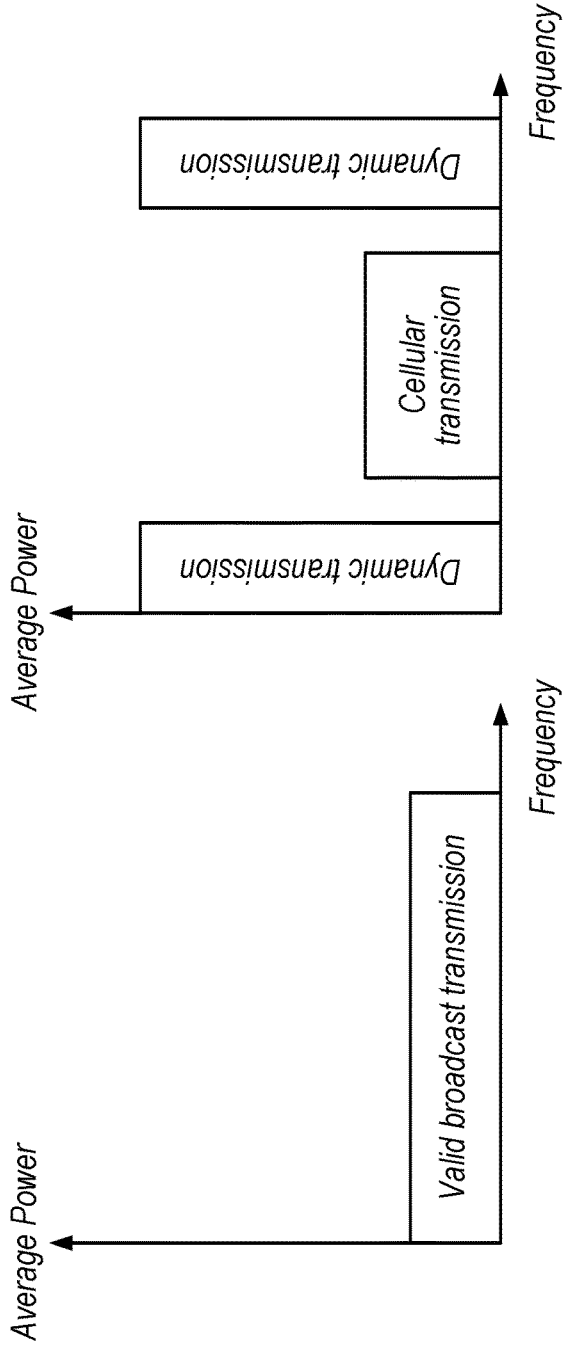 Average Power
Valid broadcast transmission
Frequency
Average Power
Dynamic transmission
Cellular
transmission
Dynamic transmission
Frequency